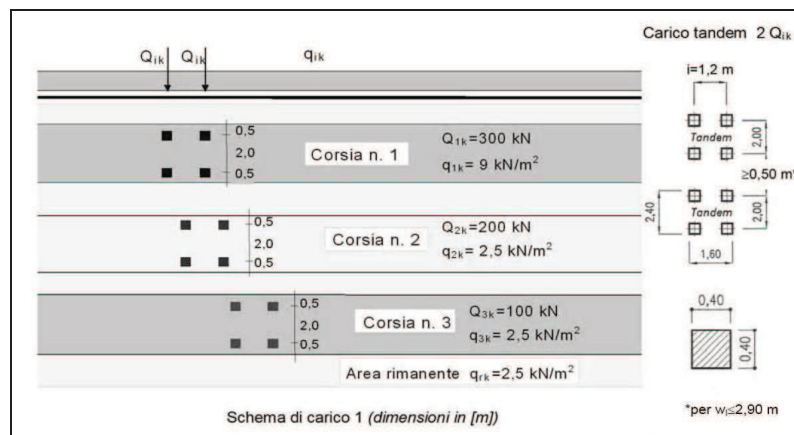 Carico tandem 2 Qik
Qik Qik qik
i=1,2 m
0,5
2,0
0,5
Corsia n. 1
Q1k=300 kN
q1k= 9 kN/m²
Tandem
2,00
≥0,50 m*
0,5
2,0
0,5
Corsia n. 2
Q2k=200 kN
q2k= 2,5 kN/m²
2,40
Tandem
2,00
1,60
0,5
2,0
0,5
Corsia n. 3
Q3k=100 kN
q3k= 2,5 kN/m²
0,40
0,40
Area rimanente qrk=2,5 kN/m²
Schema di carico 1 (dimensioni in [m])
*per wl≤2,90 m